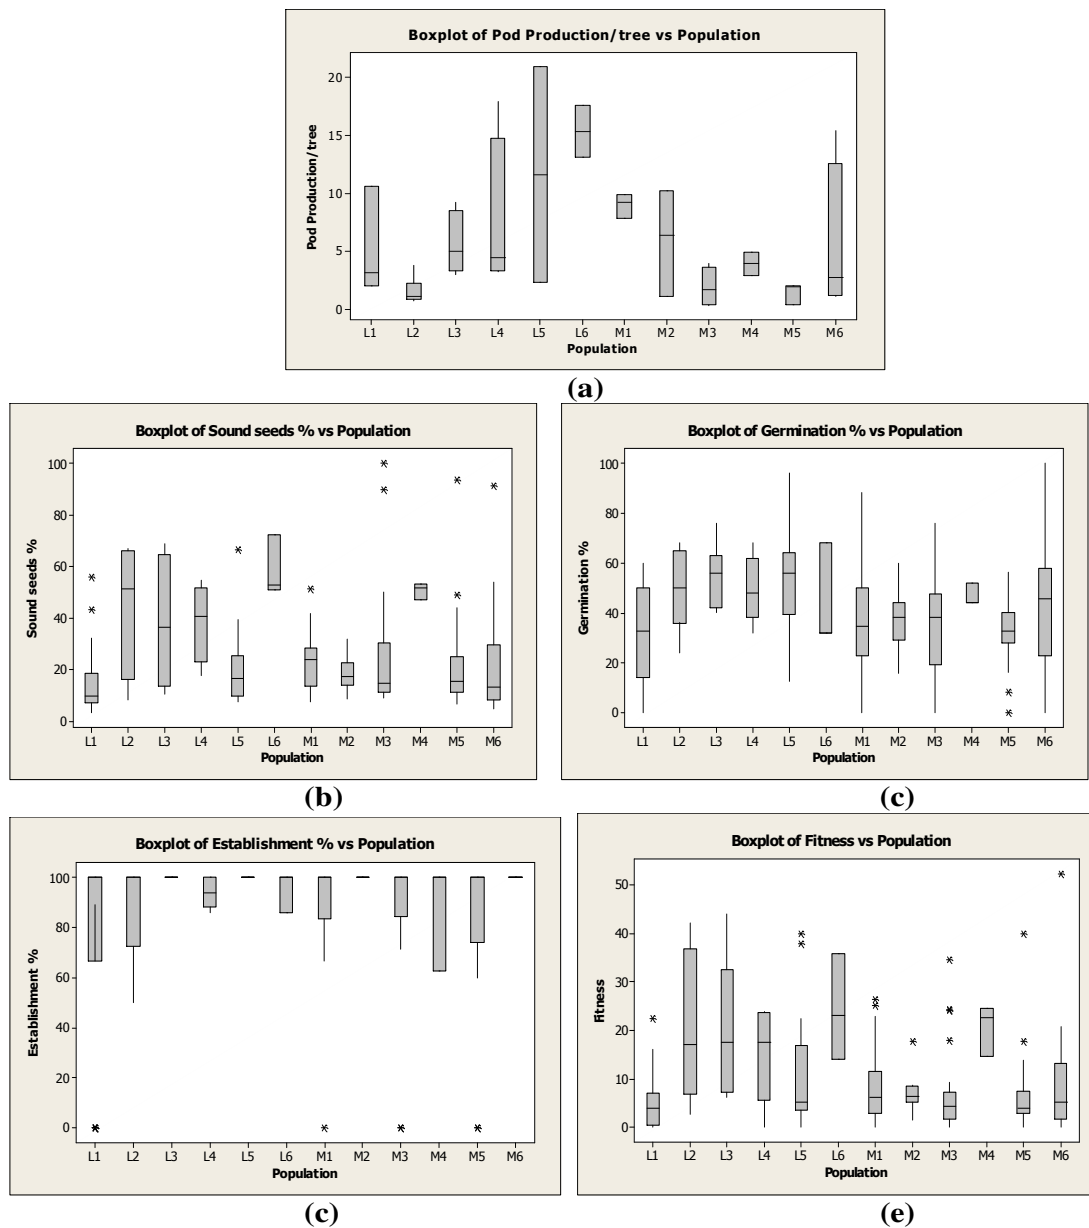 Boxplot of Pod Production/tree vs Population
Pod Production/tree
20
15
10
5
0
L1 L2 L3 L4 L5 L6 M1 M2 M3 M4 M5 M6
Population
(a)
Boxplot of Sound seeds % vs Population
Sound seeds %
100
80
60
40
20
0
L1 L2 L3 L4 L5 L6 M1 M2 M3 M4 M5 M6
Population
(b)
Boxplot of Germination % vs Population
Germination %
100
80
60
40
20
0
L1 L2 L3 L4 L5 L6 M1 M2 M3 M4 M5 M6
Population
(c)
Boxplot of Establishment % vs Population
Establishment %
100
80
60
40
20
0
L1 L2 L3 L4 L5 L6 M1 M2 M3 M4 M5 M6
Population
(c)
Boxplot of Fitness vs Population
Fitness
50
40
30
20
10
0
L1 L2 L3 L4 L5 L6 M1 M2 M3 M4 M5 M6
Population
(e)